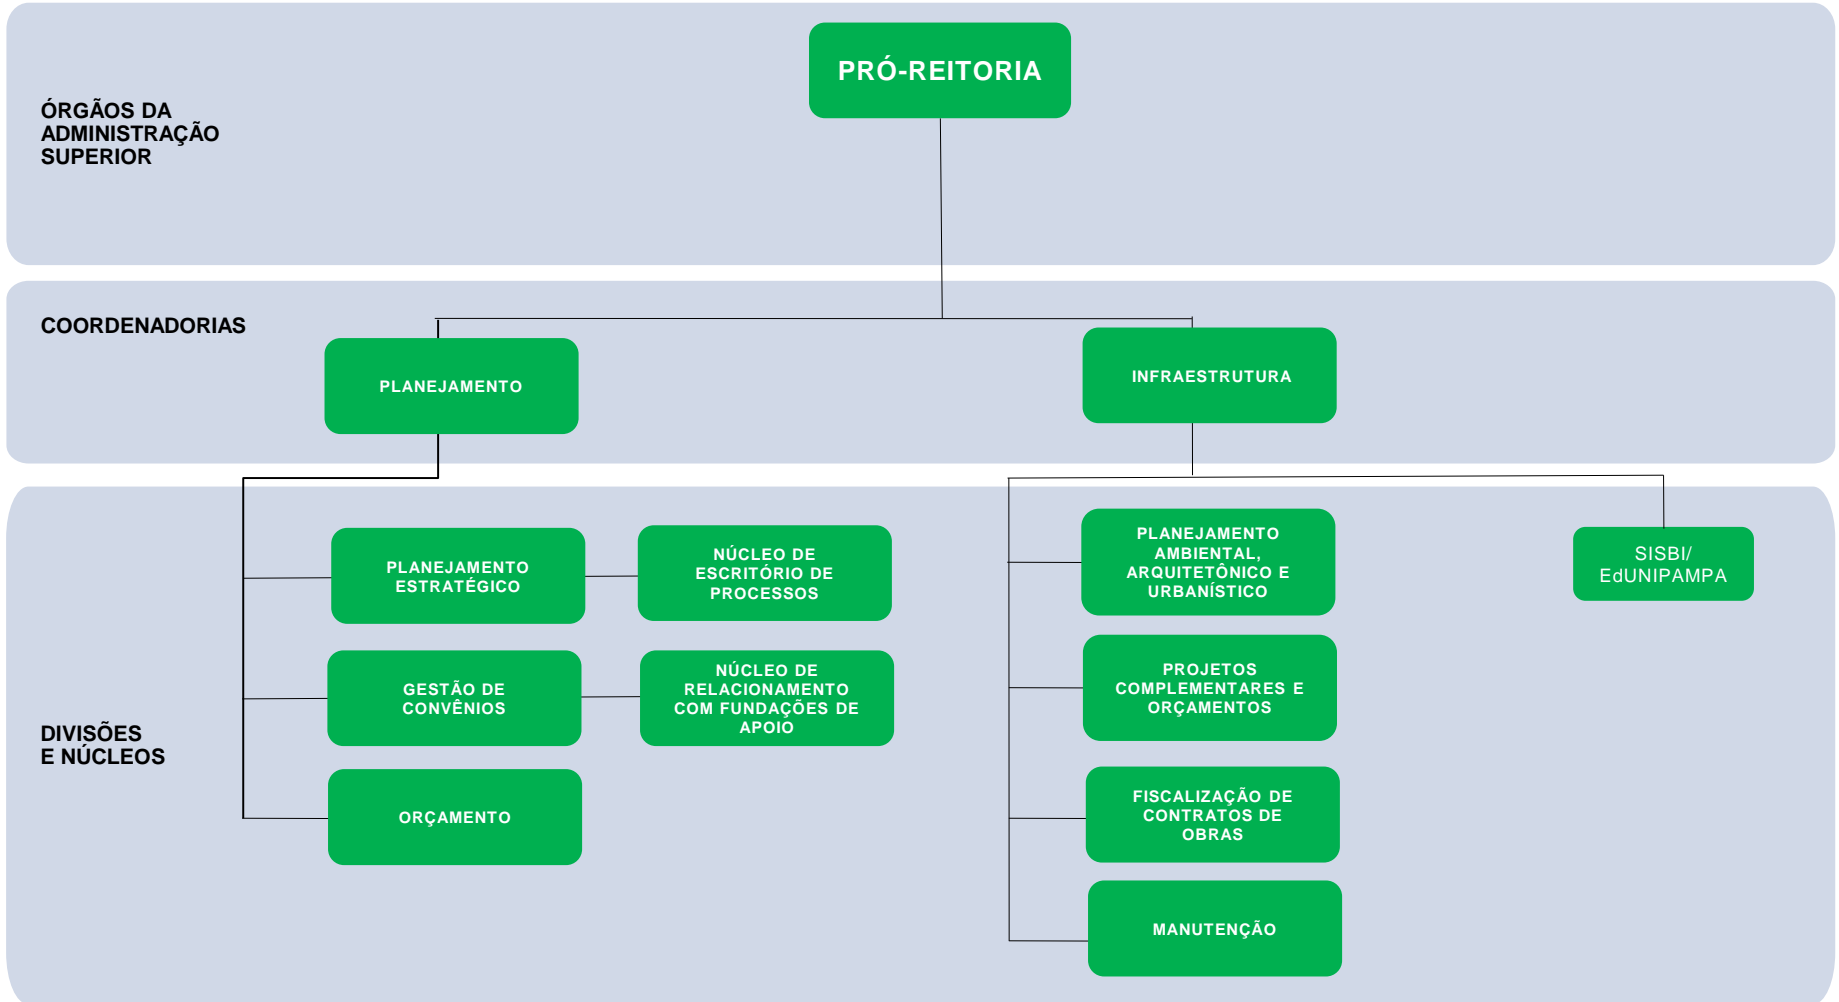 PRÓ-REITORIA
ÓRGÃOS DA
ADMINISTRAÇÃO
SUPERIOR
COORDENADORIAS
PLANEJAMENTO
INFRAESTRUTURA
DIVISÕES
E NÚCLEOS
PLANEJAMENTO
ESTRATÉGICO
NÚCLEO DE
ESCRITÓRIO DE
PROCESSOS
GESTÃO DE
CONVÊNIOS
NÚCLEO DE
RELACIONAMENTO
COM FUNDAÇÕES DE
APOIO
ORÇAMENTO
PLANEJAMENTO
AMBIENTAL,
ARQUITETÔNICO E
URBANÍSTICO
PROJETOS
COMPLEMENTARES E
ORÇAMENTOS
FISCALIZAÇÃO DE
CONTRATOS DE
OBRAS
MANUTENÇÃO
SISBI/
EdUNIPAMPA